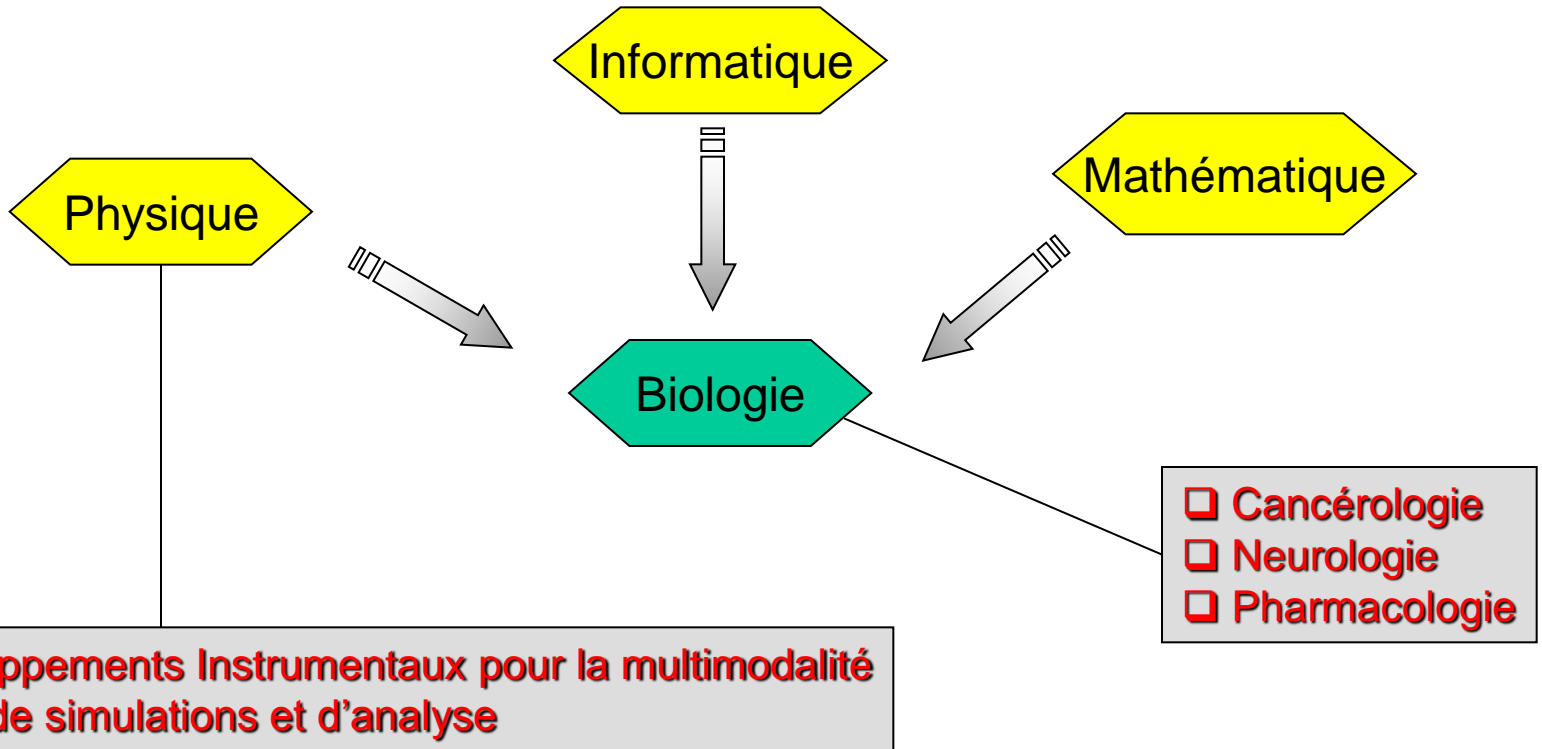 Informatique
Mathématique
Physique
Biologie
❑ Cancérologie
❑ Neurologie
❑ Pharmacologie
ppements Instrumentaux pour la multimodalité
de simulations et d’analyse